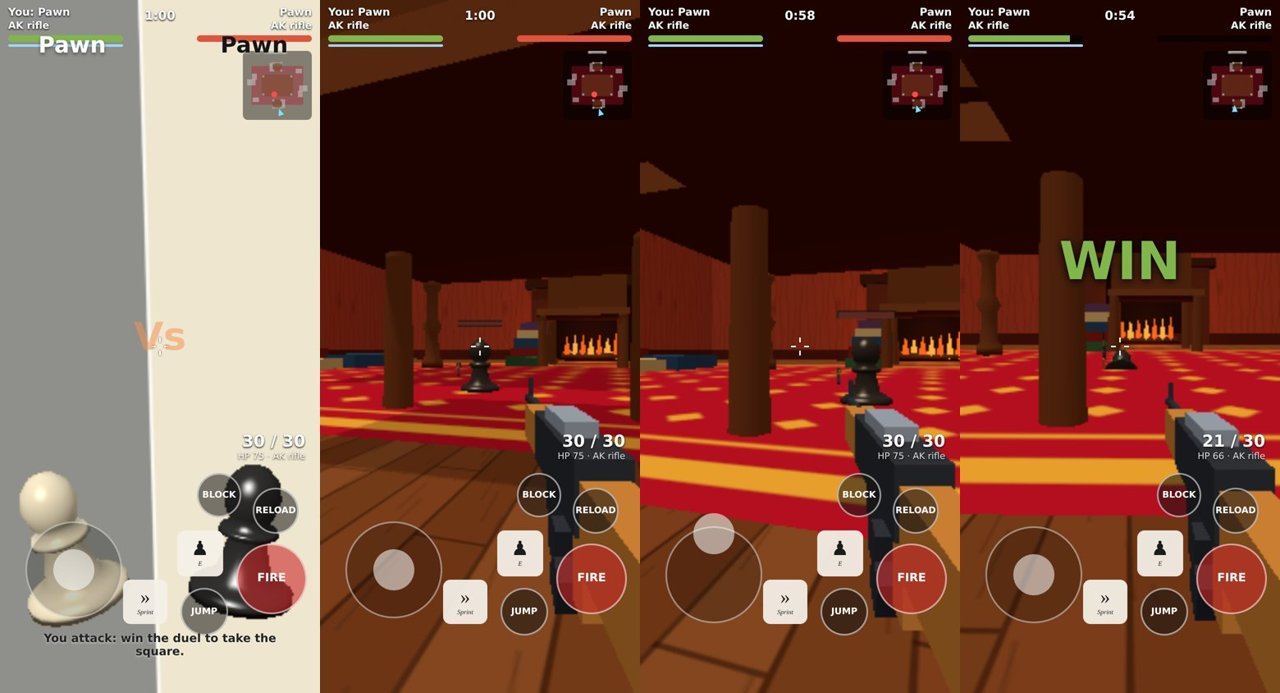 You: Pawn
AK rifle
1:00
Pawn
AK rifle
Pawn
Pawn
Vs
30 / 30
HP 75 · AK rifle
BLOCK
RELOAD
E
FIRE
»
Sprint
JUMP
You attack: win the duel to take the
square.
You: Pawn
AK rifle
1:00
Pawn
AK rifle
30 / 30
HP 75 · AK rifle
BLOCK
RELOAD
E
FIRE
»
Sprint
JUMP
You: Pawn
AK rifle
0:58
Pawn
AK rifle
30 / 30
HP 75 · AK rifle
BLOCK
RELOAD
E
FIRE
»
Sprint
JUMP
You: Pawn
AK rifle
0:54
Pawn
AK rifle
WIN
21 / 30
HP 66 · AK rifle
BLOCK
RELOAD
E
FIRE
»
Sprint
JUMP